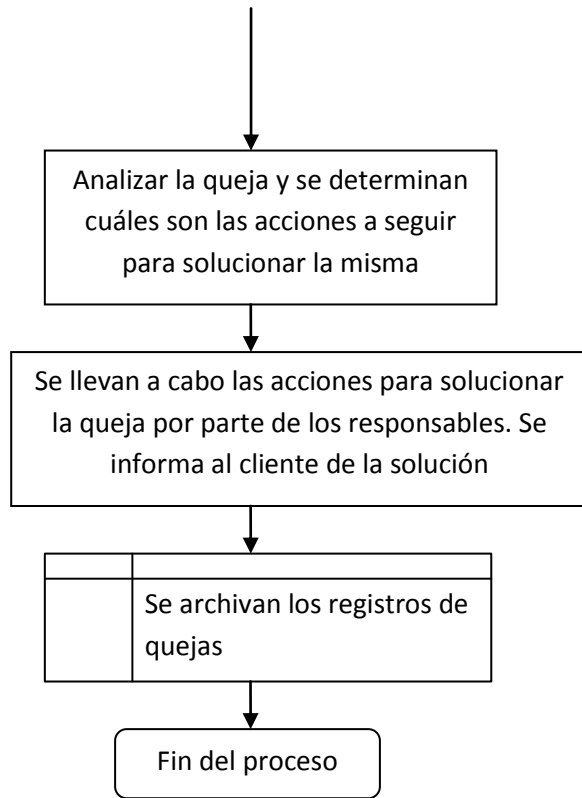 Analizar la queja y se determinan
cuáles son las acciones a seguir
para solucionar la misma
Se llevan a cabo las acciones para solucionar
la queja por parte de los responsables. Se
informa al cliente de la solución
Se archivan los registros de
quejas
Fin del proceso